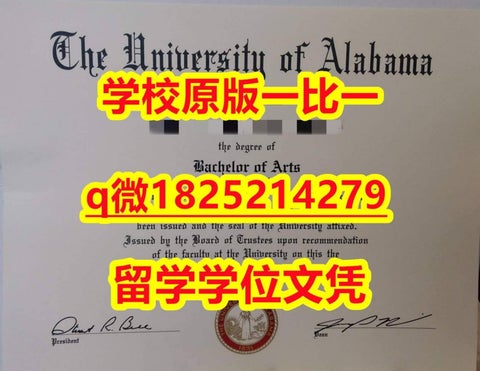 The University of Alabama
学校原版一比一
the degree of
Bachelor of Arts
q微1825214279
been issued and the seal of the University affixed.
Issued by the Board of Trustees upon recommendation
of the faculty at the University on this the
留学学位文凭
President
Dean